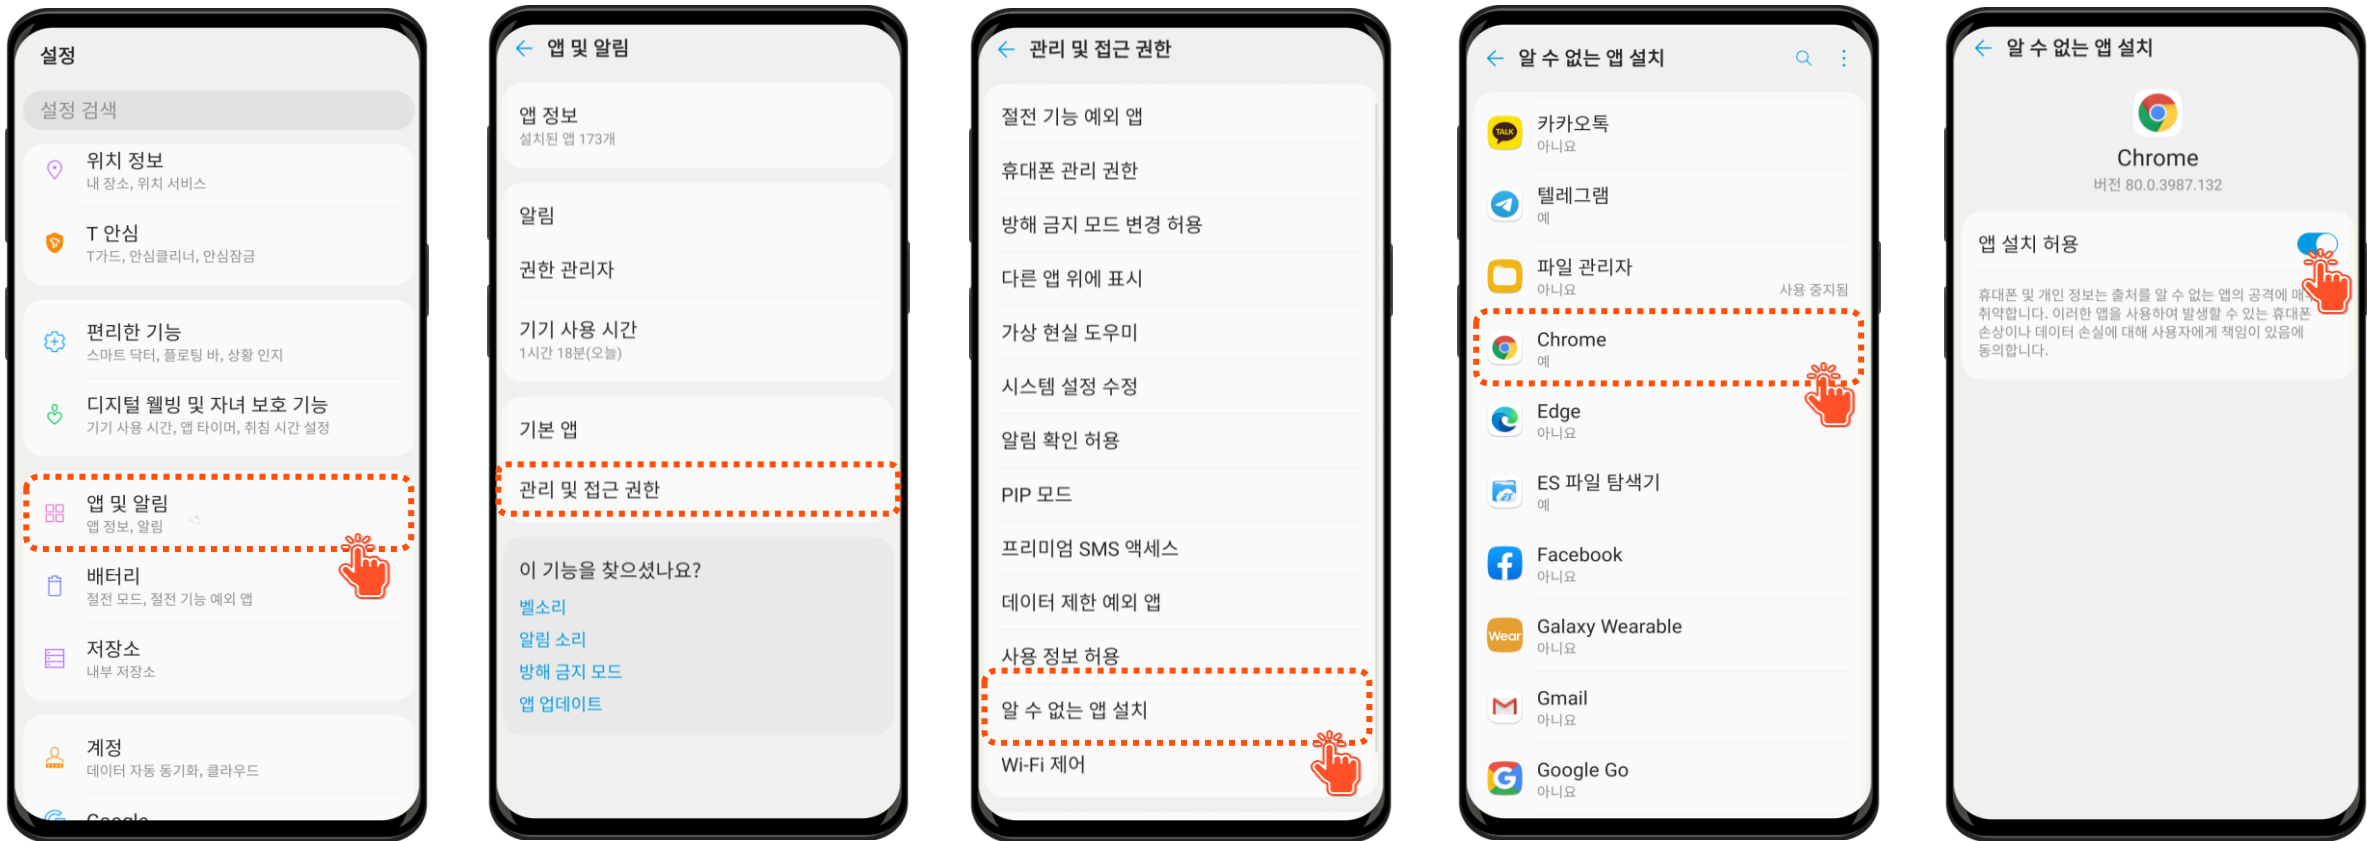 설정
설정 검색
위치 정보
내 장소, 위치 서비스
T 안심
T가드, 안심클리너, 안심잠금
편리한 기능
스마트 닥터, 플로팅 바, 상황 인지
디지털 웰빙 및 자녀 보호 기능
기기 사용 시간, 앱 타이머, 취침 시간 설정
앱 및 알림
앱 정보, 알림
배터리
절전 모드, 절전 기능 예외 앱
저장소
내부 저장소
계정
데이터 자동 동기화, 클라우드
Google
앱 및 알림
앱 정보
설치된 앱 173개
알림
권한 관리자
기기 사용 시간
1시간 18분(오늘)
기본 앱
관리 및 접근 권한
이 기능을 찾으셨나요?
벨소리
알림 소리
방해 금지 모드
앱 업데이트
관리 및 접근 권한
절전 기능 예외 앱
휴대폰 관리 권한
방해 금지 모드 변경 허용
다른 앱 위에 표시
가상 현실 도우미
시스템 설정 수정
알림 확인 허용
PIP 모드
프리미엄 SMS 액세스
데이터 제한 예외 앱
사용 정보 허용
알 수 없는 앱 설치
Wi-Fi 제어
알 수 없는 앱 설치
TALK
카카오톡
아니요
텔레그램
예
파일 관리자
아니요
사용 중지됨
Chrome
예
Edge
아니요
ES 파일 탐색기
예
Facebook
아니요
Wear
Galaxy Wearable
아니요
Gmail
아니요
Google Go
아니요
알 수 없는 앱 설치
Chrome
버전 80.0.3987.132
앱 설치 허용
휴대폰 및 개인 정보는 출처를 알 수 없는 앱의 공격에 매우
취약합니다. 이러한 앱을 사용하여 발생할 수 있는 휴대폰
손상이나 데이터 손실에 대해 사용자에게 책임이 있음에
동의합니다.